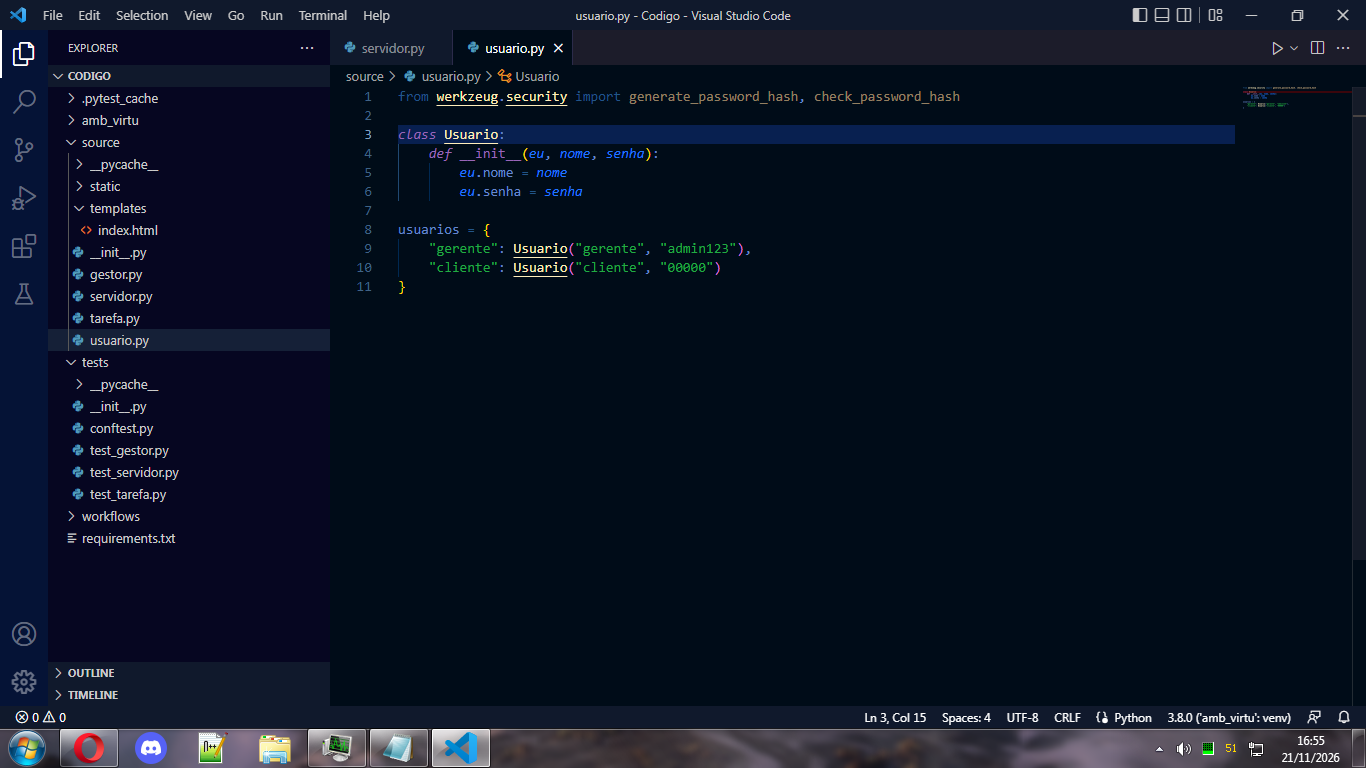 File Edit Selection View Go Run Terminal Help
usuario.py - Codigo - Visual Studio Code
EXPLORER
CODIGO
.pytest_cache
amb_virtu
source
__pycache__
static
templates
index.html
__init__.py
gestor.py
servidor.py
tarefa.py
usuario.py
tests
__pycache__
__init__.py
conftest.py
test_gestor.py
test_servidor.py
test_tarefa.py
workflows
requirements.txt
OUTLINE
TIMELINE
servidor.py usuario.py
source > usuario.py > Usuario
1 from werkzeug.security import generate_password_hash, check_password_hash
2
3 class Usuario:
4 def __init__(eu, nome, senha):
5 eu.nome = nome
6 eu.senha = senha
7
8 usuarios = {
9 "gerente": Usuario("gerente", "admin123"),
10 "cliente": Usuario("cliente", "00000")
11 }
0 0 Ln 3, Col 15 Spaces: 4 UTF-8 CRLF Python 3.8.0 ('amb_virtu': venv)
51
16:55
21/11/2026